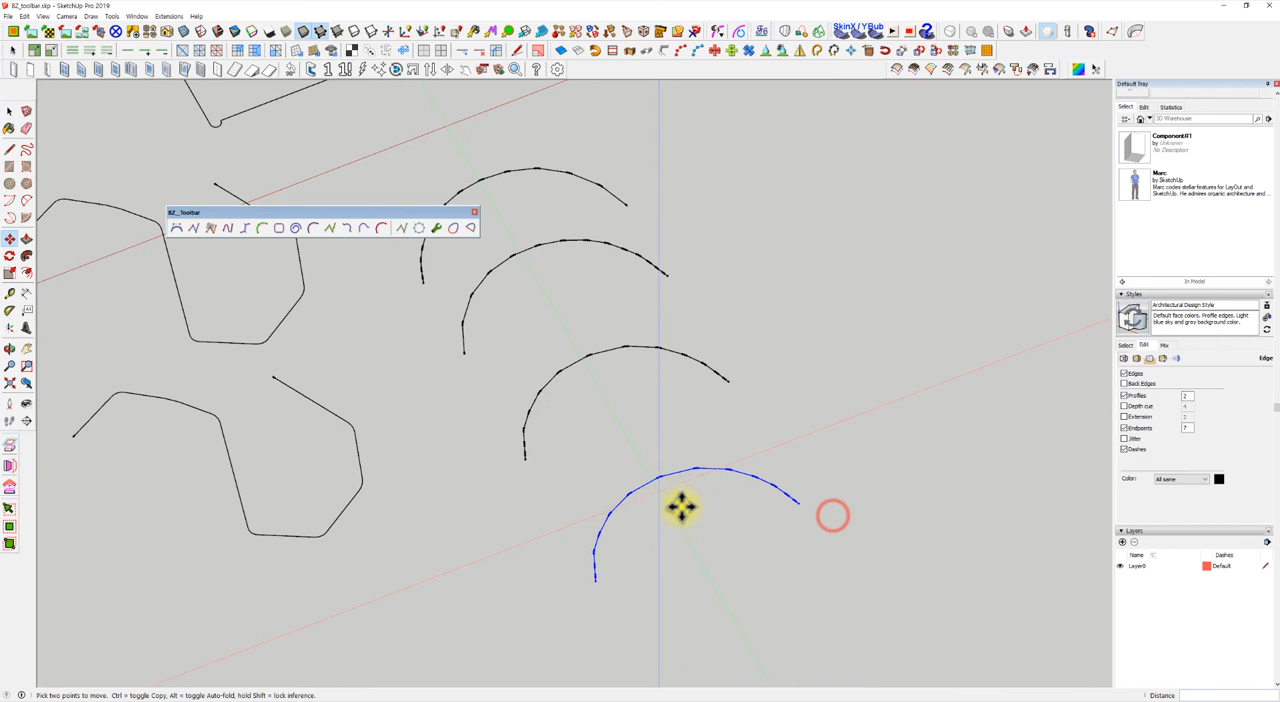 BZ_toolbar.skp - SketchUp Pro 2019
File Edit View Camera Draw Tools Window Extensions Help
SkinX/YBub
BZ__Toolbar
Default Tray
Select Edit Statistics
3D Warehouse
Component#1
by Unknown
No Description
Marc
by SketchUp
Marc codes stellar features for LayOut and SketchUp. He admires organic architecture and ...
In Model
Styles
Architectural Design Style
Default face colors. Profile edges. Light blue sky and gray background color.
Select Edit Mix
Edge
Edges
Back Edges
Profiles 2
Depth cue 4
Extension 2
Endpoints 7
Jitter
Dashes
Color: All same
Layers
Name Dashes
Layer0 Default
Pick two points to move. Ctrl = toggle Copy, Alt = toggle Auto-fold, hold Shift = lock inference.
Distance